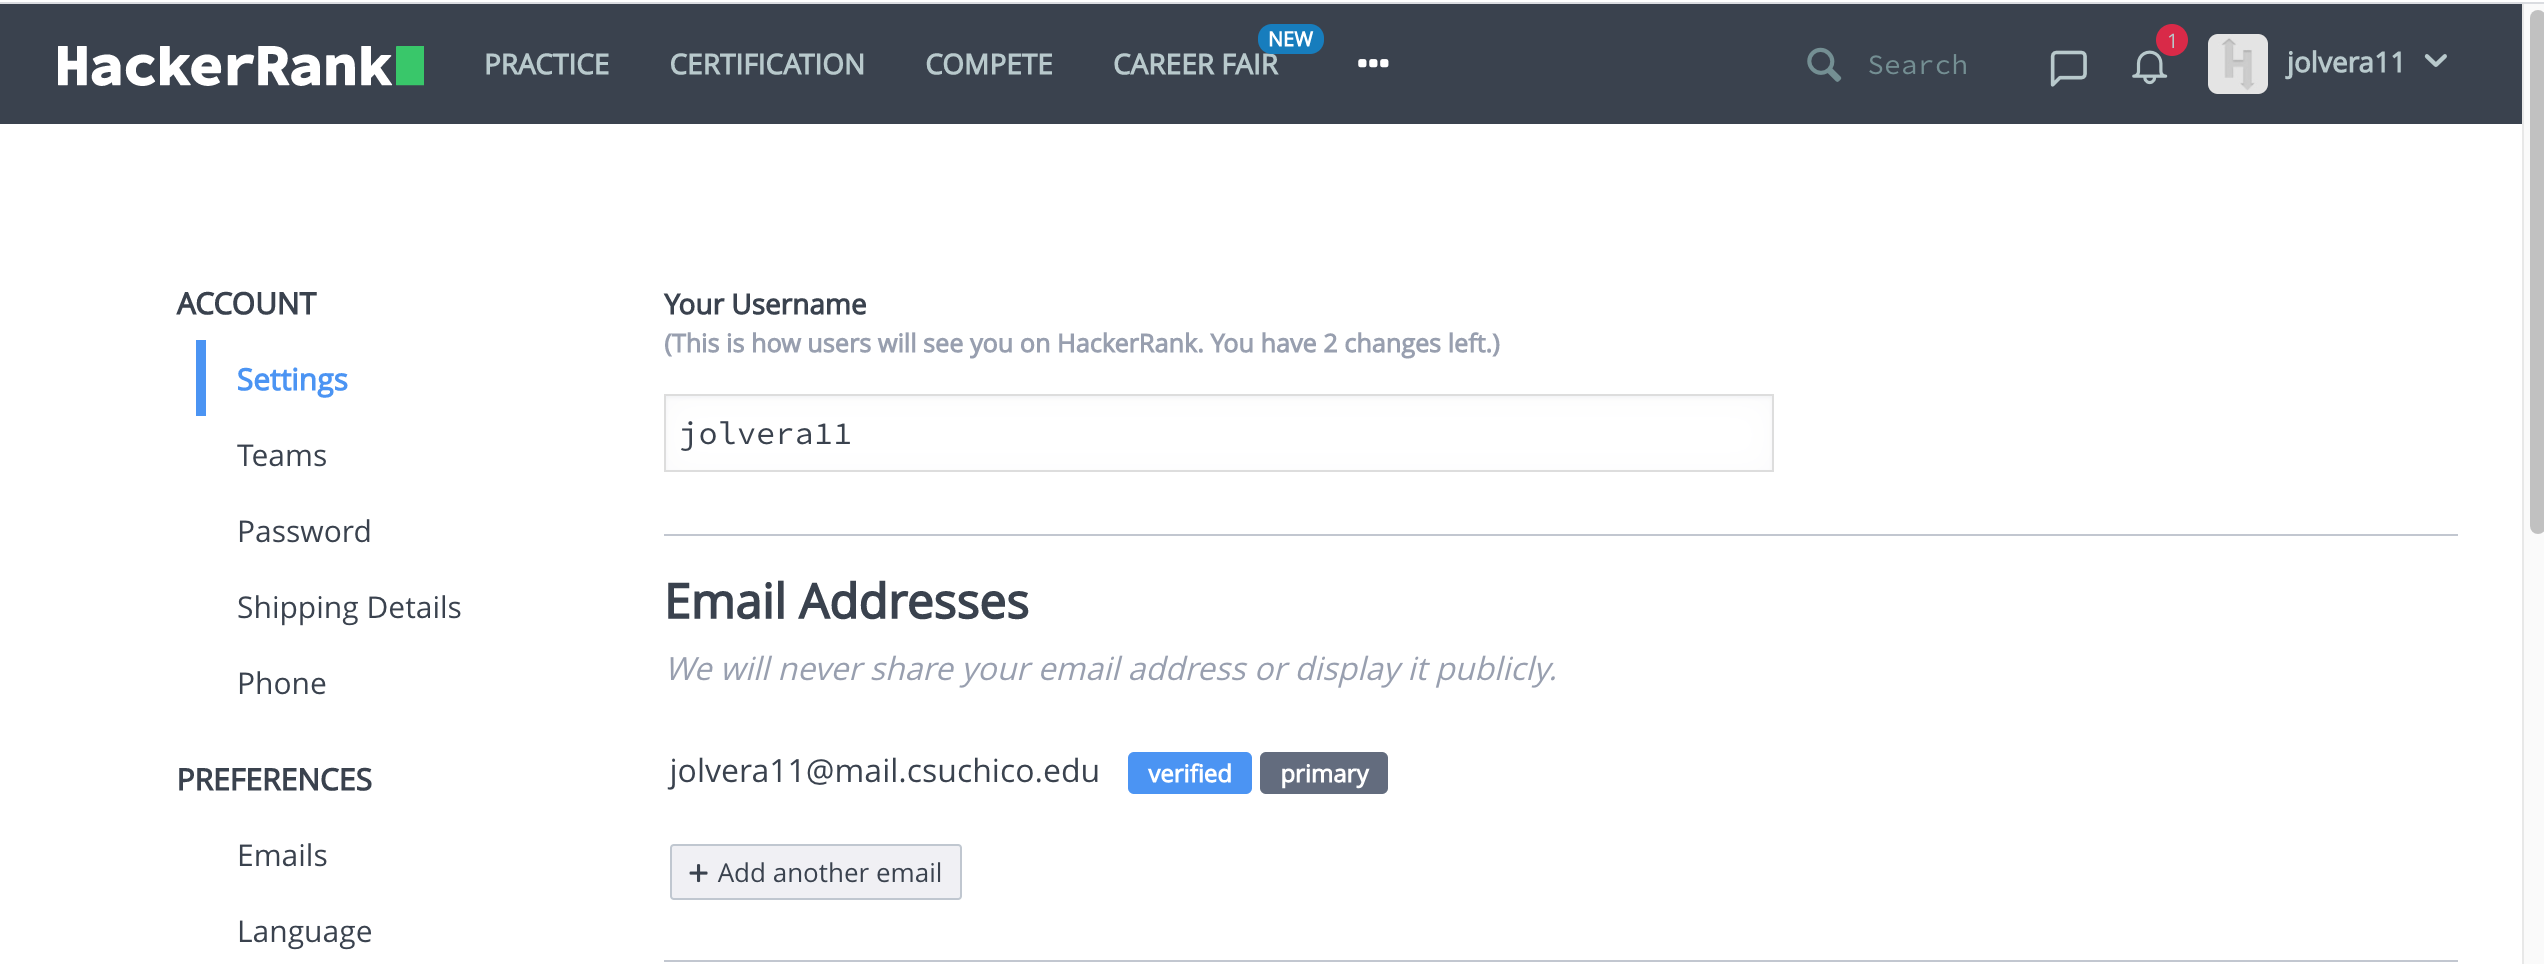 HackerRank
PRACTICE
CERTIFICATION
COMPETE
CAREER FAIR
NEW
Search
1
jolvera11
ACCOUNT
Settings
Teams
Password
Shipping Details
Phone
PREFERENCES
Emails
Language
Your Username
(This is how users will see you on HackerRank. You have 2 changes left.)
jolvera11
Email Addresses
We will never share your email address or display it publicly.
jolvera11@mail.csuchico.edu verified primary
+ Add another email